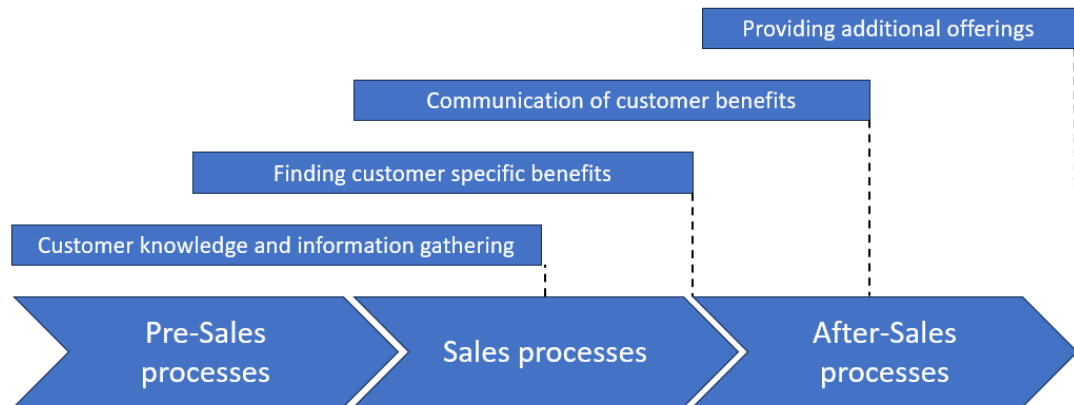 Providing additional offerings
Communication of customer benefits
Finding customer specific benefits
Customer knowledge and information gathering
Pre-Sales
processes
Sales processes
After-Sales
processes